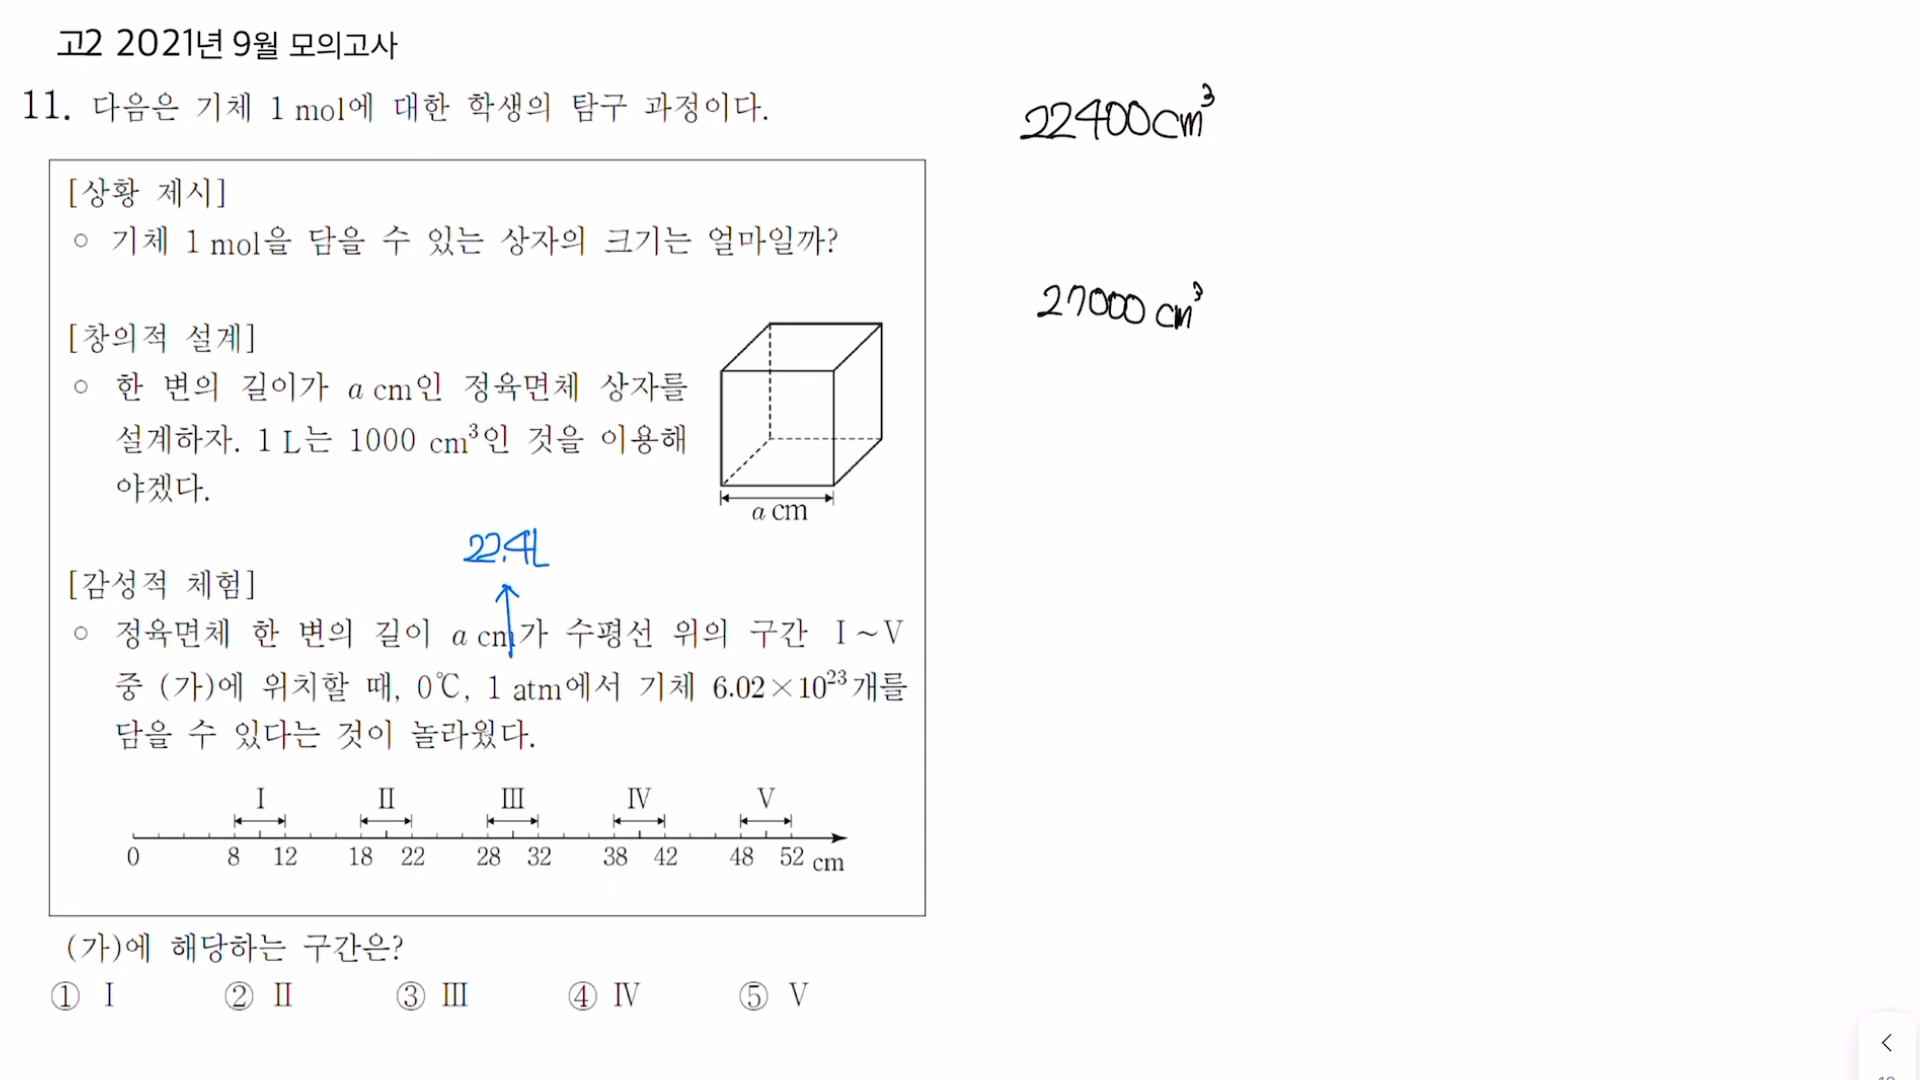 고2 2021년 9월 모의고사
11. 다음은 기체 1 mol에 대한 학생의 탐구 과정이다.
[상황 제시]
○ 기체 1 mol을 담을 수 있는 상자의 크기는 얼마일까?
[창의적 설계]
○ 한 변의 길이가 a cm인 정육면체 상자를
설계하자. 1 L는 1000 cm³인 것을 이용해
야겠다.
a cm
22.4L
[감성적 체험]
○ 정육면체 한 변의 길이 a cm가 수평선 위의 구간 Ⅰ~Ⅴ
중 (가)에 위치할 때, 0℃, 1 atm에서 기체 6.02×10²³개를
담을 수 있다는 것이 놀라웠다.
Ⅰ Ⅱ Ⅲ Ⅳ Ⅴ
0 8 12 18 22 28 32 38 42 48 52 cm
(가)에 해당하는 구간은?
① Ⅰ ② Ⅱ ③ Ⅲ ④ Ⅳ ⑤ Ⅴ
22400cm³
27000 cm³